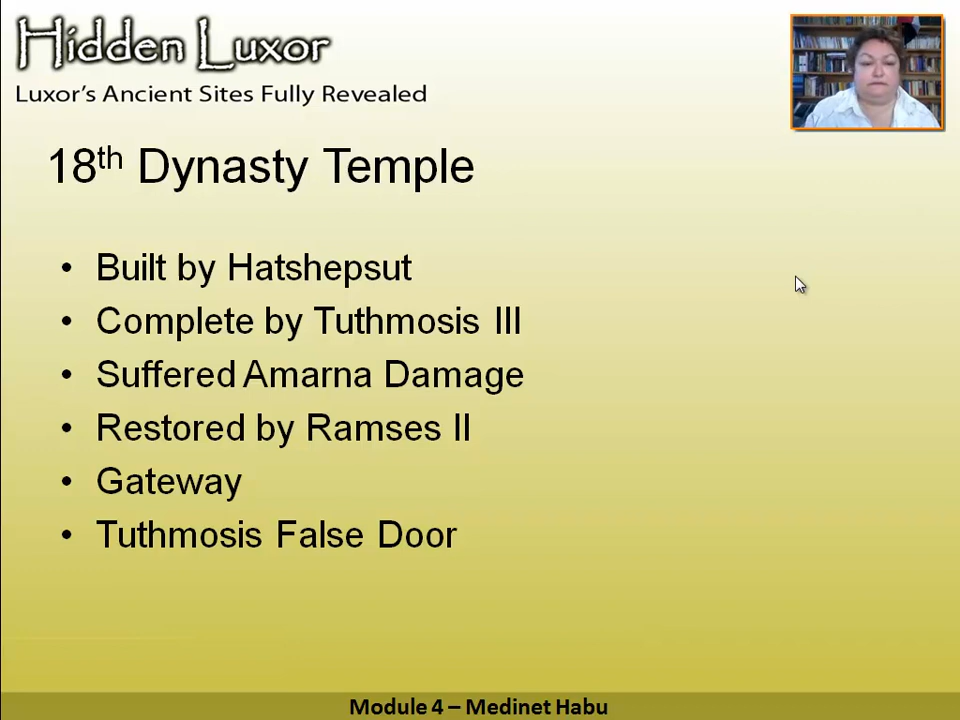 Hidden Luxor
Luxor's Ancient Sites Fully Revealed
18th Dynasty Temple
• Built by Hatshepsut
• Complete by Tuthmosis III
• Suffered Amarna Damage
• Restored by Ramses II
• Gateway
• Tuthmosis False Door
Module 4 – Medinet Habu